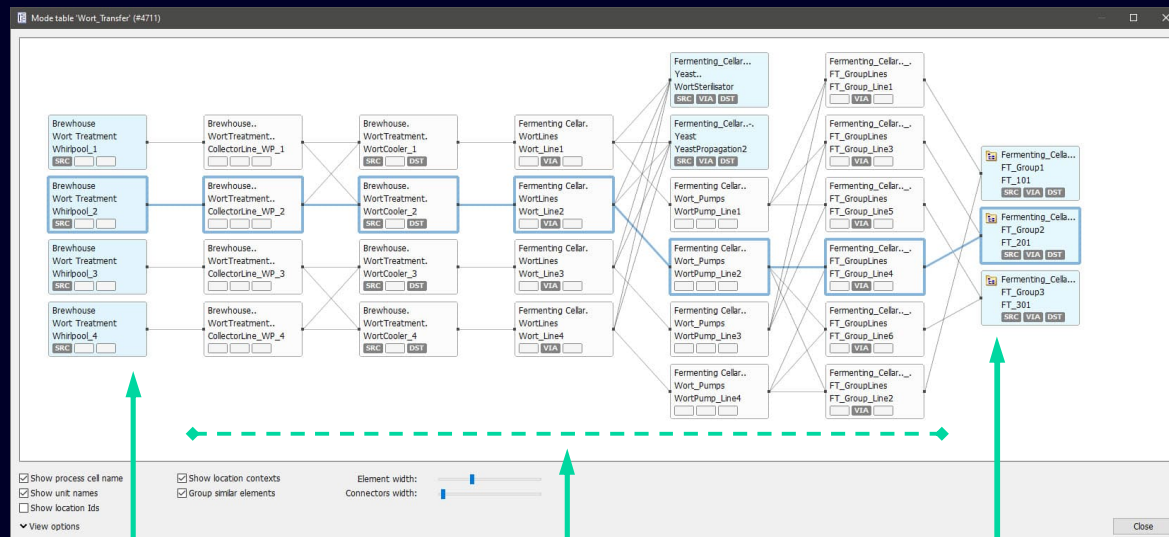 Mode table 'Wort_Transfer' (#4711)
Brewhouse
Wort Treatment
Whirlpool_1
SRC
Brewhouse
Wort Treatment
Whirlpool_2
SRC
Brewhouse
Wort Treatment
Whirlpool_3
SRC
Brewhouse
Wort Treatment
Whirlpool_4
SRC
Brewhouse..
WortTreatment..
CollectorLine_WP_1
Brewhouse..
WortTreatment..
CollectorLine_WP_2
Brewhouse..
WortTreatment..
CollectorLine_WP_3
Brewhouse..
WortTreatment..
CollectorLine_WP_4
Brewhouse..
WortTreatment.
WortCooler_1
SRC DST
Brewhouse..
WortTreatment.
WortCooler_2
SRC DST
Brewhouse..
WortTreatment.
WortCooler_3
SRC DST
Brewhouse..
WortTreatment.
WortCooler_4
SRC DST
Fermenting Cellar.
WortLines
Wort_Line1
VIA
Fermenting Cellar.
WortLines
Wort_Line2
VIA
Fermenting Cellar.
WortLines
Wort_Line3
VIA
Fermenting Cellar.
WortLines
Wort_Line4
VIA
Fermenting_Cellar...
Yeast..
WortSterilisator
SRC VIA DST
Fermenting_Cellar..-.
Yeast
YeastPropagation2
SRC VIA DST
Fermenting Cellar..
Wort_Pumps
WortPump_Line1
Fermenting Cellar..
Wort_Pumps
WortPump_Line2
Fermenting Cellar..
Wort_Pumps
WortPump_Line3
Fermenting Cellar..
Wort_Pumps
WortPump_Line4
Fermenting_Cellar.._.
FT_GroupLines
FT_Group_Line1
VIA
Fermenting_Cellar.._.
FT_GroupLines
FT_Group_Line3
VIA
Fermenting_Cellar.._.
FT_GroupLines
FT_Group_Line5
VIA
Fermenting_Cellar.._.
FT_GroupLines
FT_Group_Line4
VIA
Fermenting_Cellar.._.
FT_GroupLines
FT_Group_Line6
VIA
Fermenting_Cellar.._.
FT_GroupLines
FT_Group_Line2
VIA
Fermenting_Cella...
FT_Group1
FT_101
SRC VIA DST
Fermenting_Cella...
FT_Group2
FT_201
SRC VIA DST
Fermenting_Cella...
FT_Group3
FT_301
SRC VIA DST
Show process cell name
Show unit names
Show location Ids
View options
Show location contexts
Group similar elements
Element width:
Connectors width:
Close